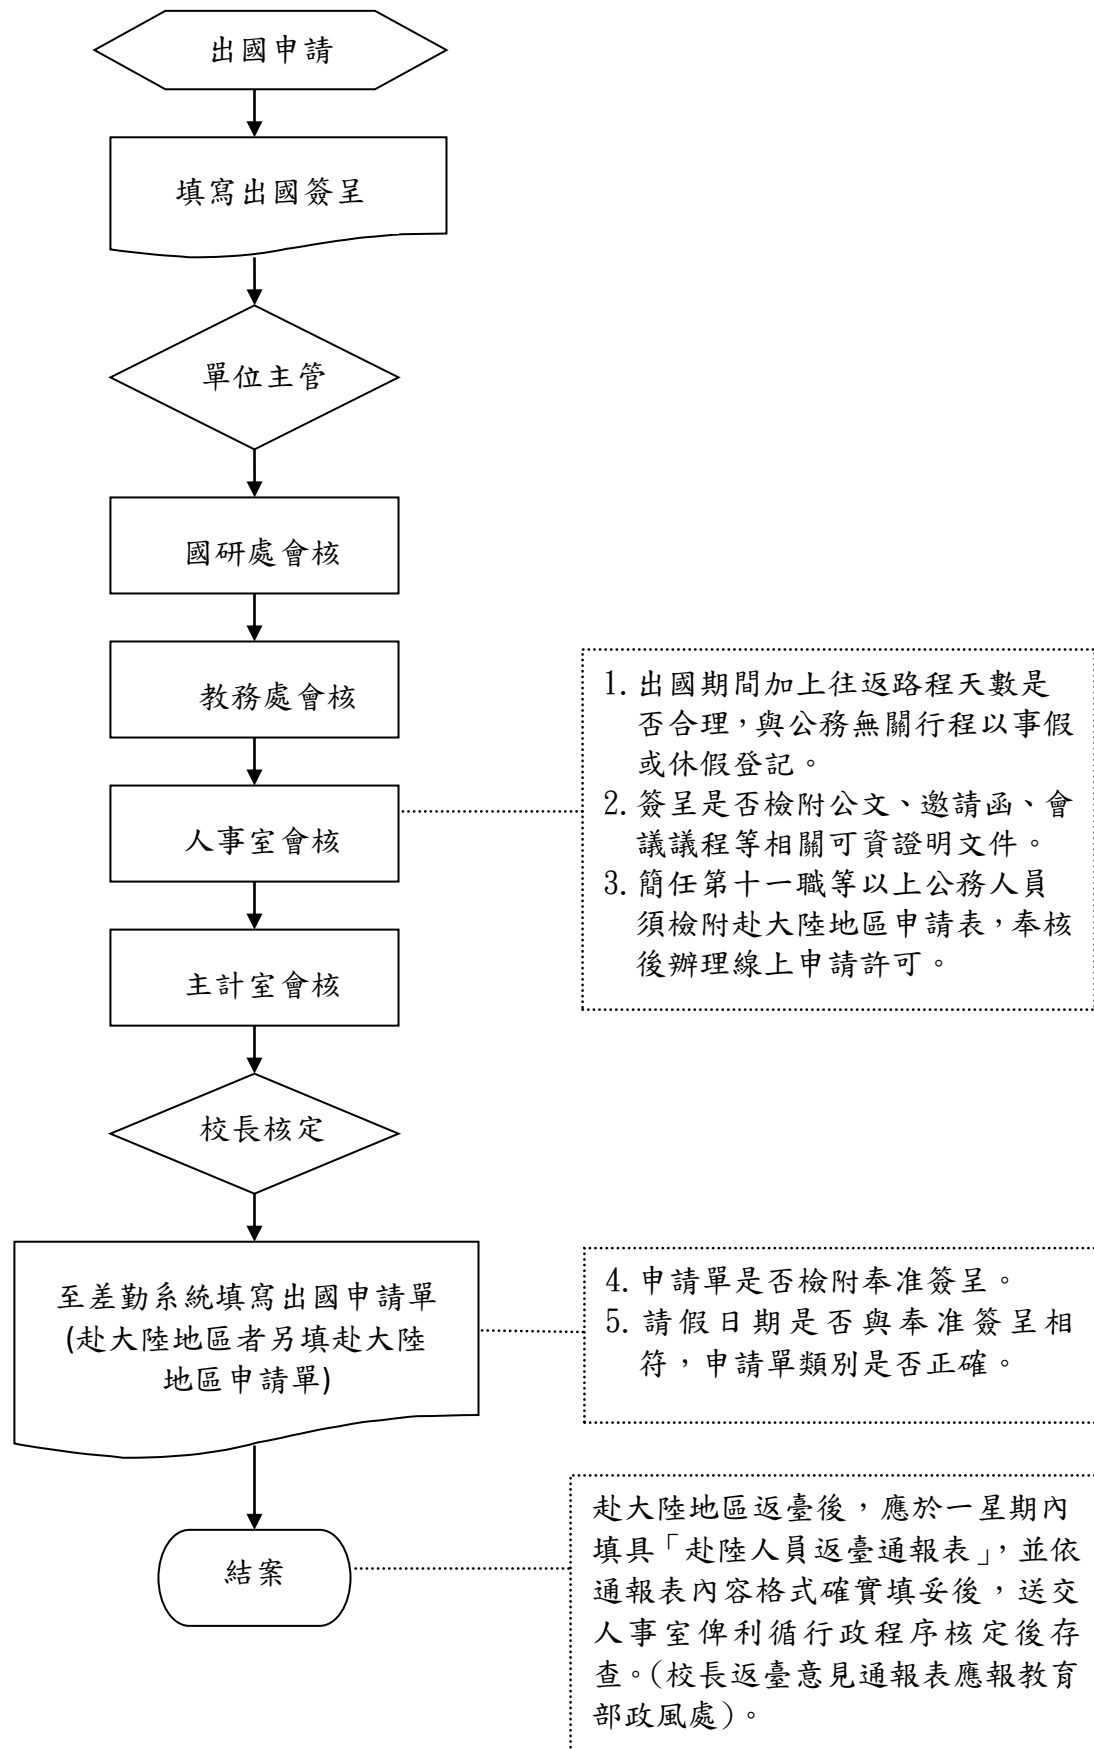 出國申請
填寫出國簽呈
單位主管
國研處會核
教務處會核
人事室會核
1. 出國期間加上往返路程天數是
否合理，與公務無關行程以事假
或休假登記。
2. 簽呈是否檢附公文、邀請函、會
議議程等相關可資證明文件。
3. 簡任第十一職等以上公務人員
須檢附赴大陸地區申請表，奉核
後辦理線上申請許可。
主計室會核
校長核定
至差勤系統填寫出國申請單
(赴大陸地區者另填赴大陸
地區申請單)
4. 申請單是否檢附奉准簽呈。
5. 請假日期是否與奉准簽呈相
符，申請單類別是否正確。
結案
赴大陸地區返臺後，應於一星期內
填具「赴陸人員返臺通報表」，並依
通報表內容格式確實填妥後，送交
人事室俾利循行政程序核定後存
查。(校長返臺意見通報表應報教育
部政風處)。